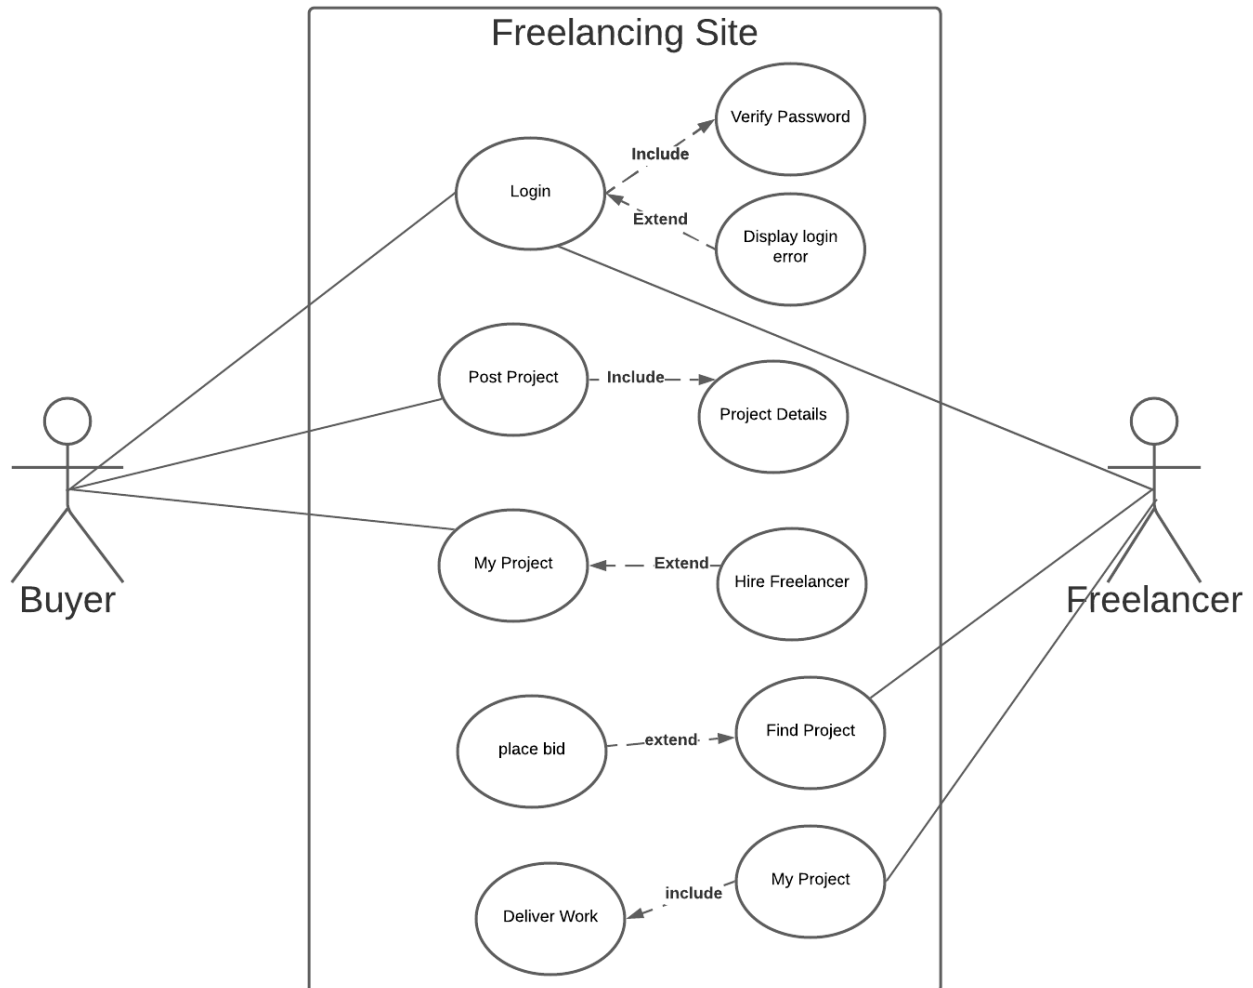 Freelancing Site
Verify Password
Include
Login
Extend
Display login
error
Post Project
Include
Project Details
My Project
Extend
Hire Freelancer
Buyer
Freelancer
place bid
extend
Find Project
My Project
include
Deliver Work